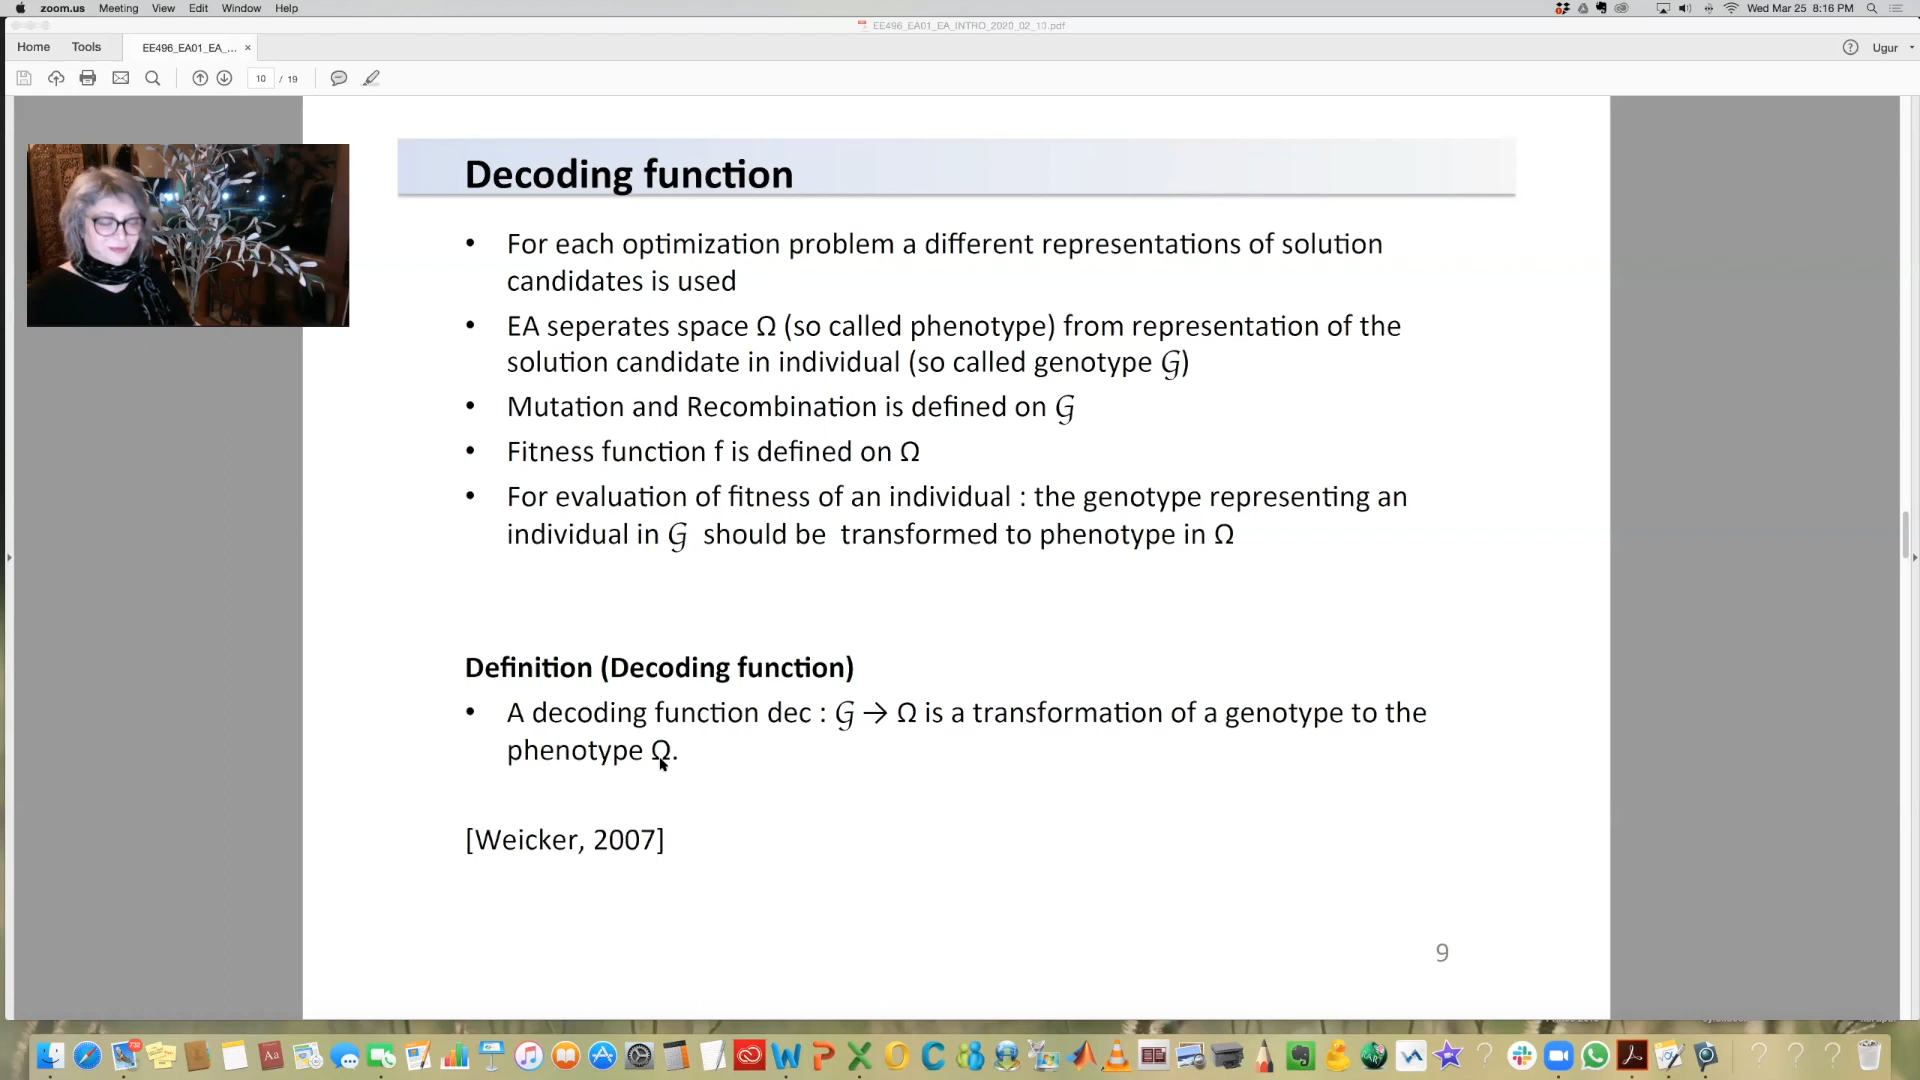 zoom.us Meeting View Edit Window Help
Wed Mar 25 8:16 PM
EE496_EA01_EA_INTRO_2020_02_10.pdf
Home Tools EE496_EA01_EA_... × Ugur
10 / 19
Decoding function
• For each optimization problem a different representations of solution
candidates is used
• EA seperates space Ω (so called phenotype) from representation of the
solution candidate in individual (so called genotype 𝒢)
• Mutation and Recombination is defined on 𝒢
• Fitness function f is defined on Ω
• For evaluation of fitness of an individual : the genotype representing an
individual in 𝒢 should be transformed to phenotype in Ω
Definition (Decoding function)
• A decoding function dec : 𝒢 → Ω is a transformation of a genotype to the
phenotype Ω.
[Weicker, 2007]
9